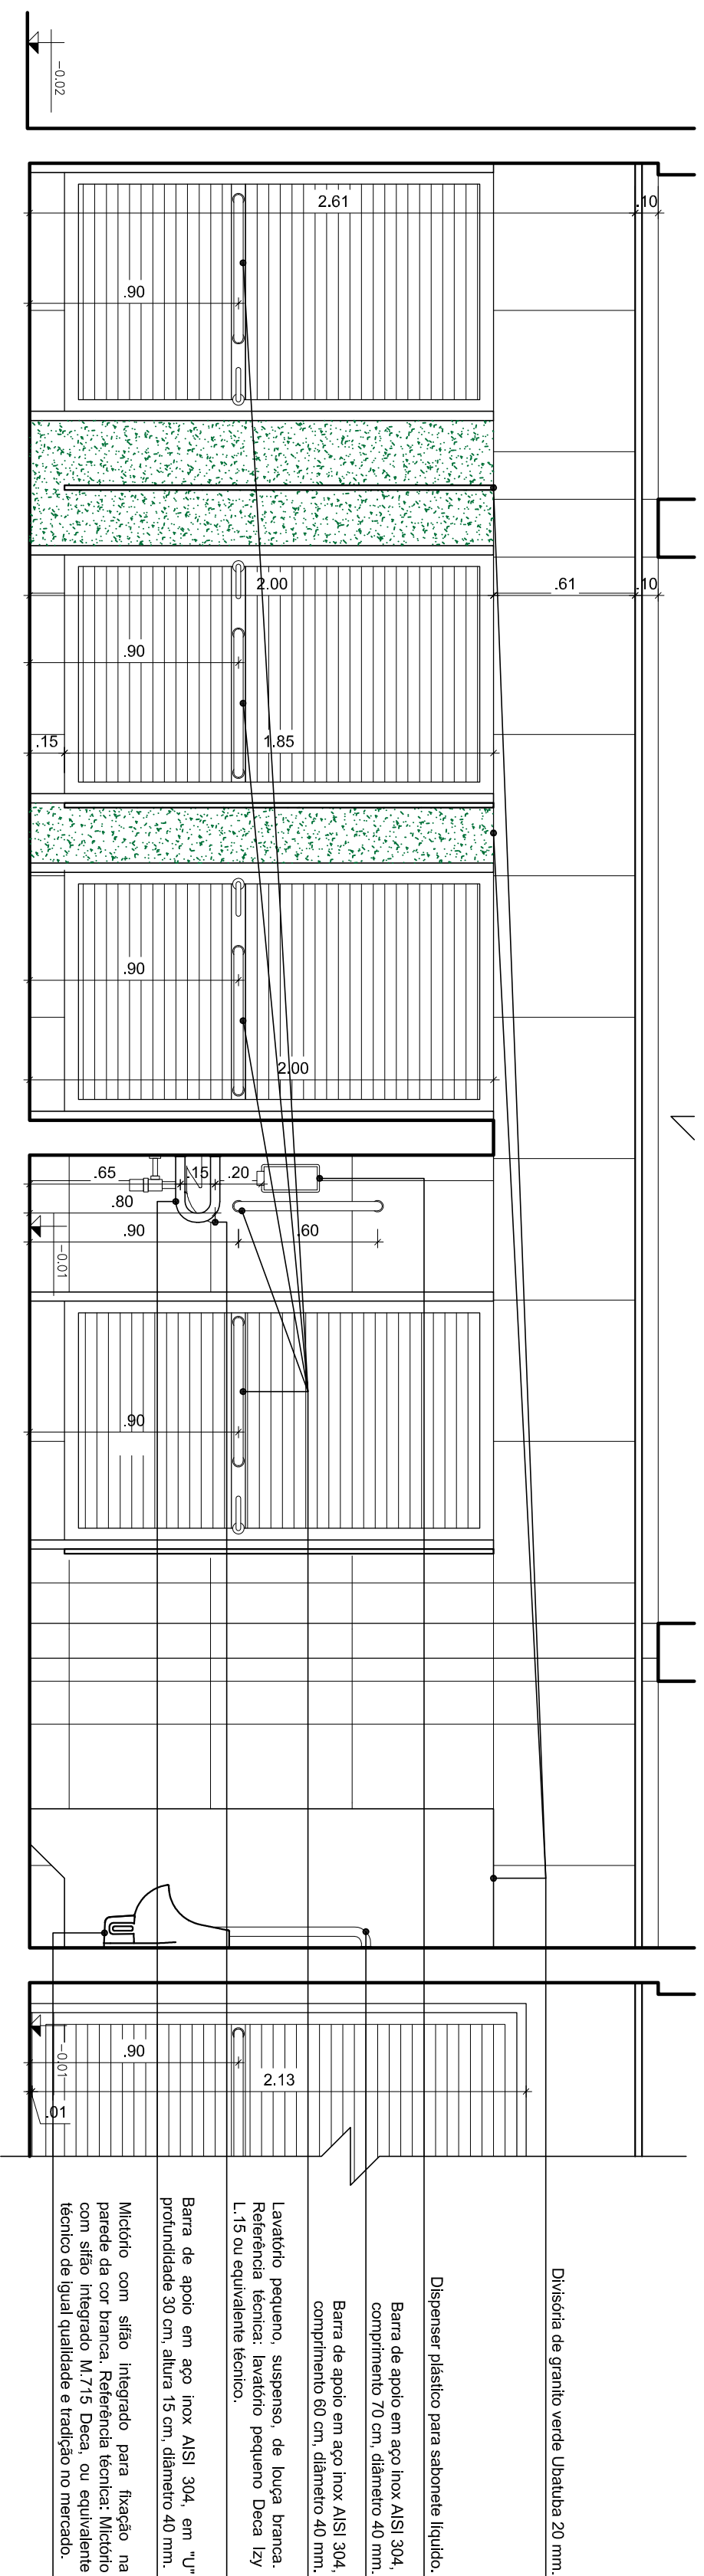 -0.02
2.61
.10
.90
2.00
.61
.10
.90
.15
1.85
.90
2.00
.65
.15
.20
.80
.90
.60
-0.01
.90
.90
-0.01
2.13
.01
Divisória de granito verde Ubatuba 20 mm.
Dispenser plástico para sabonete líquido.
Barra de apoio em aço inox AISI 304,
comprimento 70 cm, diâmetro 40 mm.
Barra de apoio em aço inox AISI 304,
comprimento 60 cm, diâmetro 40 mm.
Lavatório pequeno, suspenso, de louça branca.
Referência técnica: lavatório pequeno Deca Izy
L.15 ou equivalente técnico.
Barra de apoio em aço inox AISI 304, em "U"
profundidade 30 cm, altura 15 cm, diâmetro 40 mm.
Mictório com sifão integrado para fixação na
parede da cor branca. Referência técnica: Mictório
com sifão integrado M.715 Deca, ou equivalente
técnico de igual qualidade e tradição no mercado.